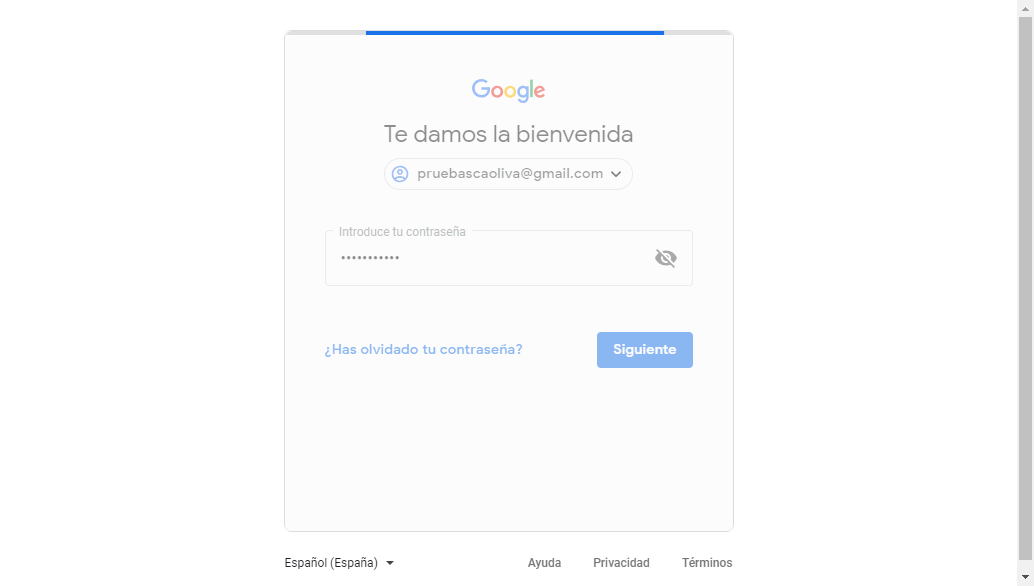 Google
Te damos la bienvenida
pruebascaoliva@gmail.com
Introduce tu contraseña
•••••••••••
¿Has olvidado tu contraseña?
Siguiente
Español (España)
Ayuda
Privacidad
Términos